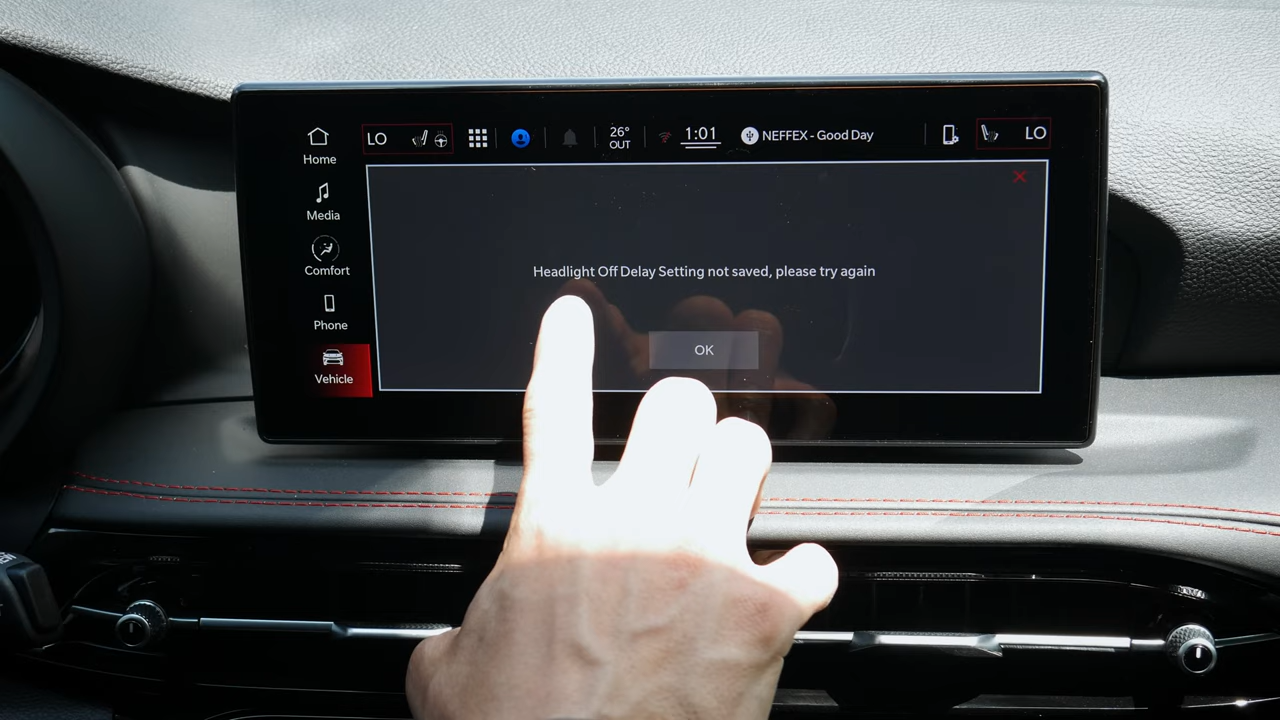 LO
26°
OUT
1:01
NEFFEX - Good Day
LO
Home
Media
Comfort
Phone
Vehicle
Headlight Off Delay Setting not saved, please try again
OK